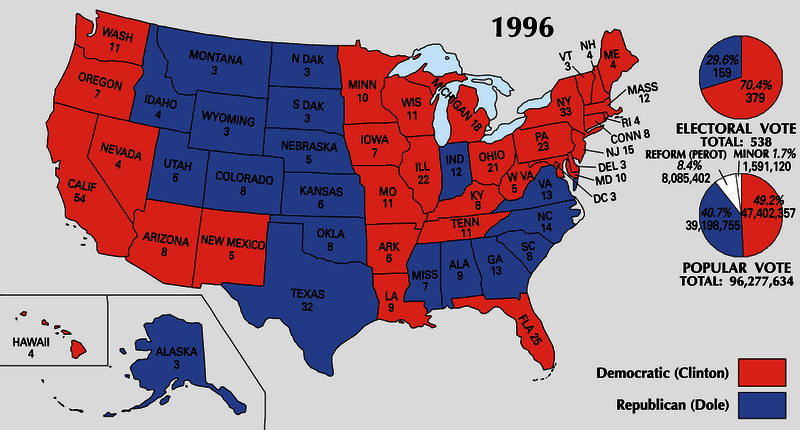 1996
WASH
11
OREGON
7
CALIF
54
NEVADA
4
IDAHO
4
MONTANA
3
WYOMING
3
UTAH
5
COLORADO
8
ARIZONA
8
NEW MEXICO
5
N DAK
3
S DAK
3
NEBRASKA
5
KANSAS
6
OKLA
8
TEXAS
32
MINN
10
IOWA
7
MO
11
ARK
6
LA
9
WIS
11
ILL
22
MICHIGAN 18
IND
12
OHIO
21
KY
8
TENN
11
MISS
7
ALA
9
GA
13
FLA 25
SC
8
NC
14
VA
13
W VA
5
PA
23
NY
33
VT
3
NH
4
ME
4
MASS
12
RI 4
CONN 8
NJ 15
DEL 3
MD 10
DC 3
HAWAII
4
ALASKA
3
29.6%
159
70.4%
379
ELECTORAL VOTE
TOTAL: 538
REFORM (PEROT)
8.4%
8,085,402
MINOR 1.7%
1,591,120
40.7%
39,198,755
49.2%
47,402,357
POPULAR VOTE
TOTAL: 96,277,634
Democratic (Clinton)
Republican (Dole)